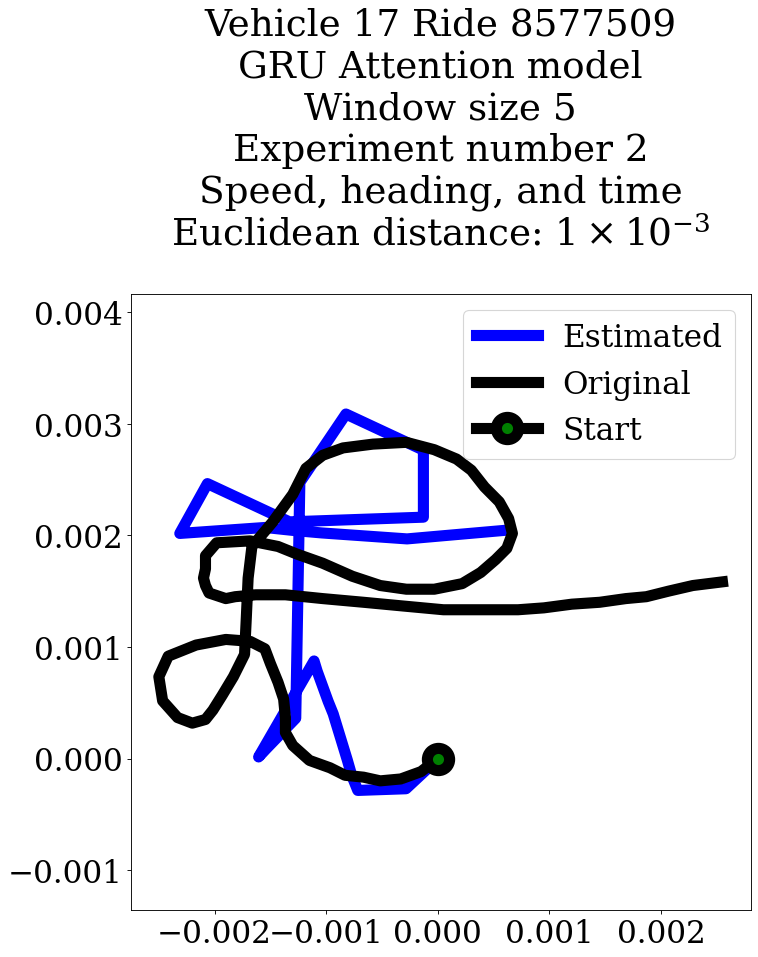 Vehicle 17 Ride 8577509
GRU Attention model
Window size 5
Experiment number 2
Speed, heading, and time
Euclidean distance: 1 × 10⁻³
0.004
0.003
0.002
0.001
0.000
−0.001
Estimated
Original
Start
−0.002 −0.001 0.000 0.001 0.002